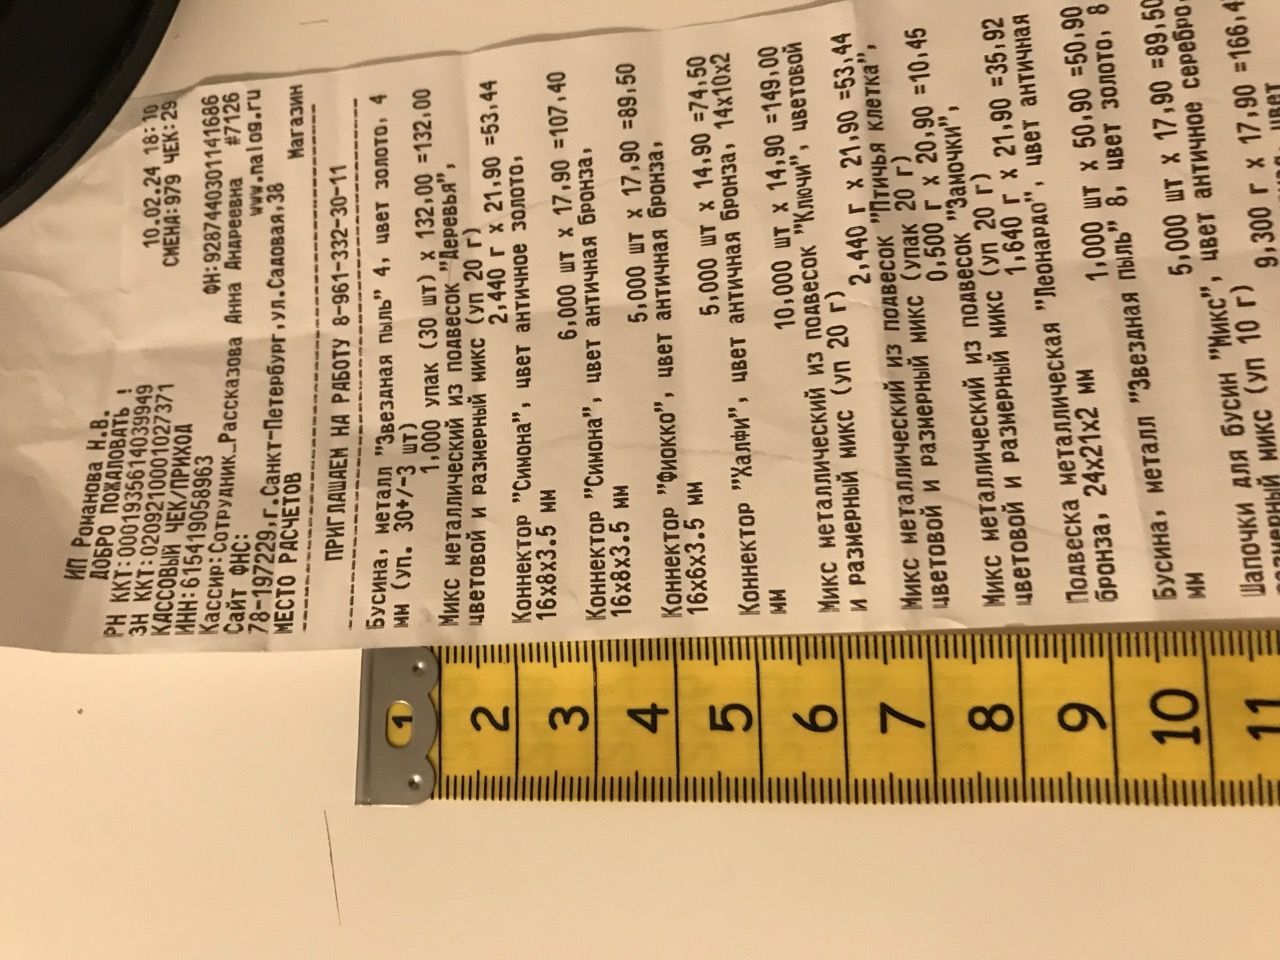 ИП Романова Н.В.
ДОБРО ПОЖАЛОВАТЬ !
РН ККТ:0001935614039949
ЗН ККТ:0209210001027371
10.02.24 18:10
КАССОВЫЙ ЧЕК/ПРИХОД
СМЕНА:979 ЧЕК:29
ИНН:615419058963
ФН:9287440301141686
Кассир:Сотрудник_Рассказова Анна Андреевна #7126
Сайт ФНС: www.nalog.ru
78-197229,г.Санкт-Петербург,ул.Садовая,38
МЕСТО РАСЧЕТОВ Магазин
ПРИГЛАШАЕМ НА РАБОТУ 8-961-332-30-11
Бусина, металл "Звездная пыль" 4, цвет золото, 4
мм (уп. 30+/-3 шт)
1,000 упак (30 шт) х 132,00 =132,00
Микс металлический из подвесок "Деревья",
цветовой и размерный микс (уп 20 г)
2,440 г х 21,90 =53,44
Коннектор "Симона", цвет античное золото,
16х8х3.5 мм
6,000 шт х 17,90 =107,40
Коннектор "Симона", цвет античная бронза,
16х8х3.5 мм
5,000 шт х 17,90 =89,50
Коннектор "Фиокко", цвет античная бронза,
16х6х3.5 мм
5,000 шт х 14,90 =74,50
Коннектор "Халфи", цвет античная бронза, 14х10х2
мм
10,000 шт х 14,90 =149,00
Микс металлический из подвесок "Ключи", цветовой
и размерный микс (уп 20 г)
2,440 г х 21,90 =53,44
Микс металлический из подвесок "Птичья клетка",
цветовой и размерный микс (упак 20 г)
0,500 г х 20,90 =10,45
Микс металлический из подвесок "Замочки",
цветовой и размерный микс (уп 20 г)
1,640 г х 21,90 =35,92
Подвеска металлическая "Леонардо", цвет античная
бронза, 24х21х2 мм
1,000 шт х 50,90 =50,90
Бусина, металл "Звездная пыль" 8, цвет золото, 8
мм
5,000 шт х 17,90 =89,50
Шапочки для бусин "Микс", цвет античное серебро,
микс (уп 10 г)
9,300 г х 17,90 =166,4
цвет
1 2 3 4 5 6 7 8 9 10 11